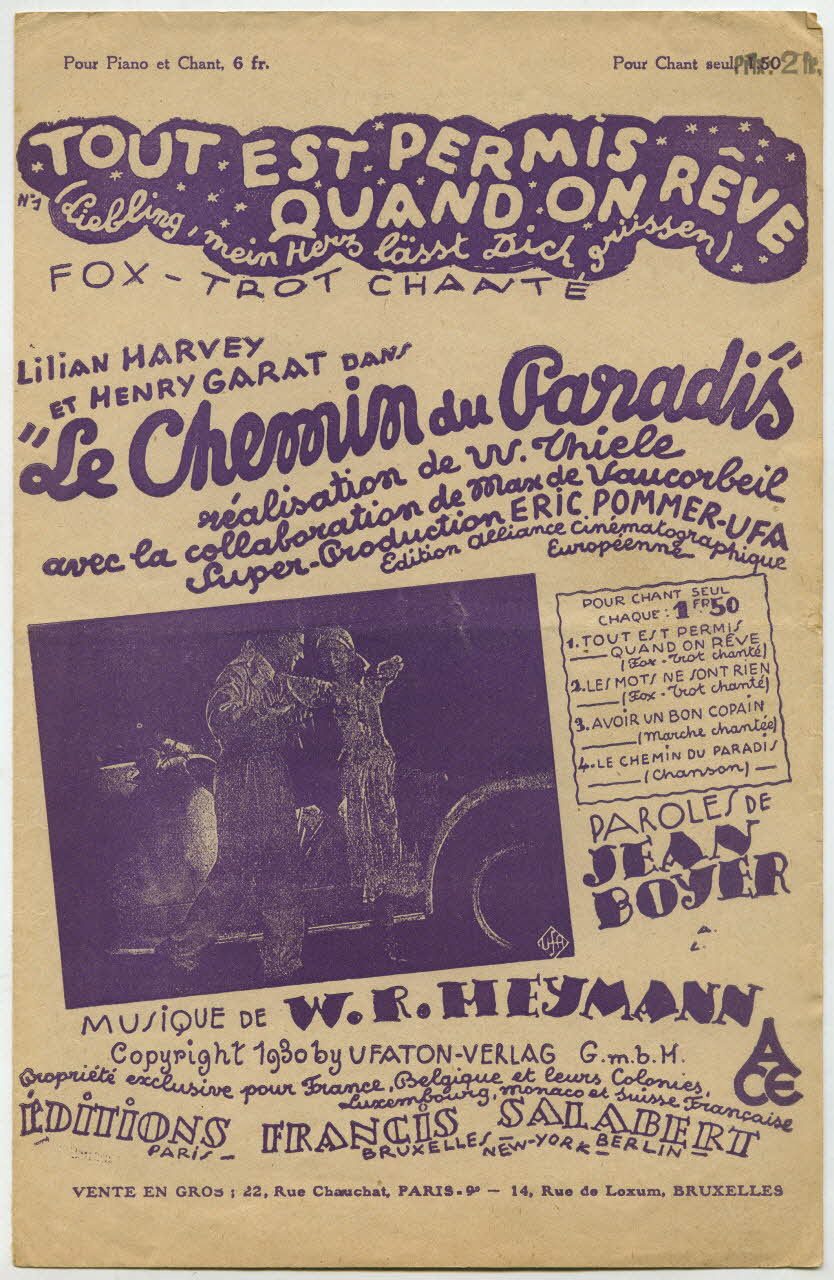 Pour Piano et Chant, 6 fr.
Pour Chant seul, 1.50
Prix: 2 fr.
TOUT EST PERMIS
QUAND ON RÊVE
N°1 (Liebling, mein Herz lässt Dich grüssen)
FOX-TROT CHANTÉ
LILIAN HARVEY
ET HENRY GARAT DANS
"Le Chemin du Paradis"
réalisation de W. Thiele
avec la collaboration de Max de Vaucorbeil
Super-Production ERIC POMMER-UFA
Edition Alliance Cinématographique
Européenne
POUR CHANT SEUL
CHAQUE: 1 FR 50
1. TOUT EST PERMIS
QUAND ON RÊVE
(Fox-Trot chanté)
2. LES MOTS NE SONT RIEN
(Fox-Trot chanté)
3. AVOIR UN BON COPAIN
(Marche chantée)
4. LE CHEMIN DU PARADIS
(Chanson)
PAROLES DE
JEAN
BOYER
UFA
MUSIQUE DE W. R. HEYMANN
Copyright 1930 by UFATON-VERLAG G.m.b.H.
ACE
Propriété exclusive pour France, Belgique et leurs Colonies,
Luxembourg, Monaco et Suisse Française
ÉDITIONS FRANCIS SALABERT
PARIS - BRUXELLES - NEW-YORK - BERLIN
VENTE EN GROS ; 22, Rue Chauchat, PARIS-9e — 14, Rue de Loxum, BRUXELLES